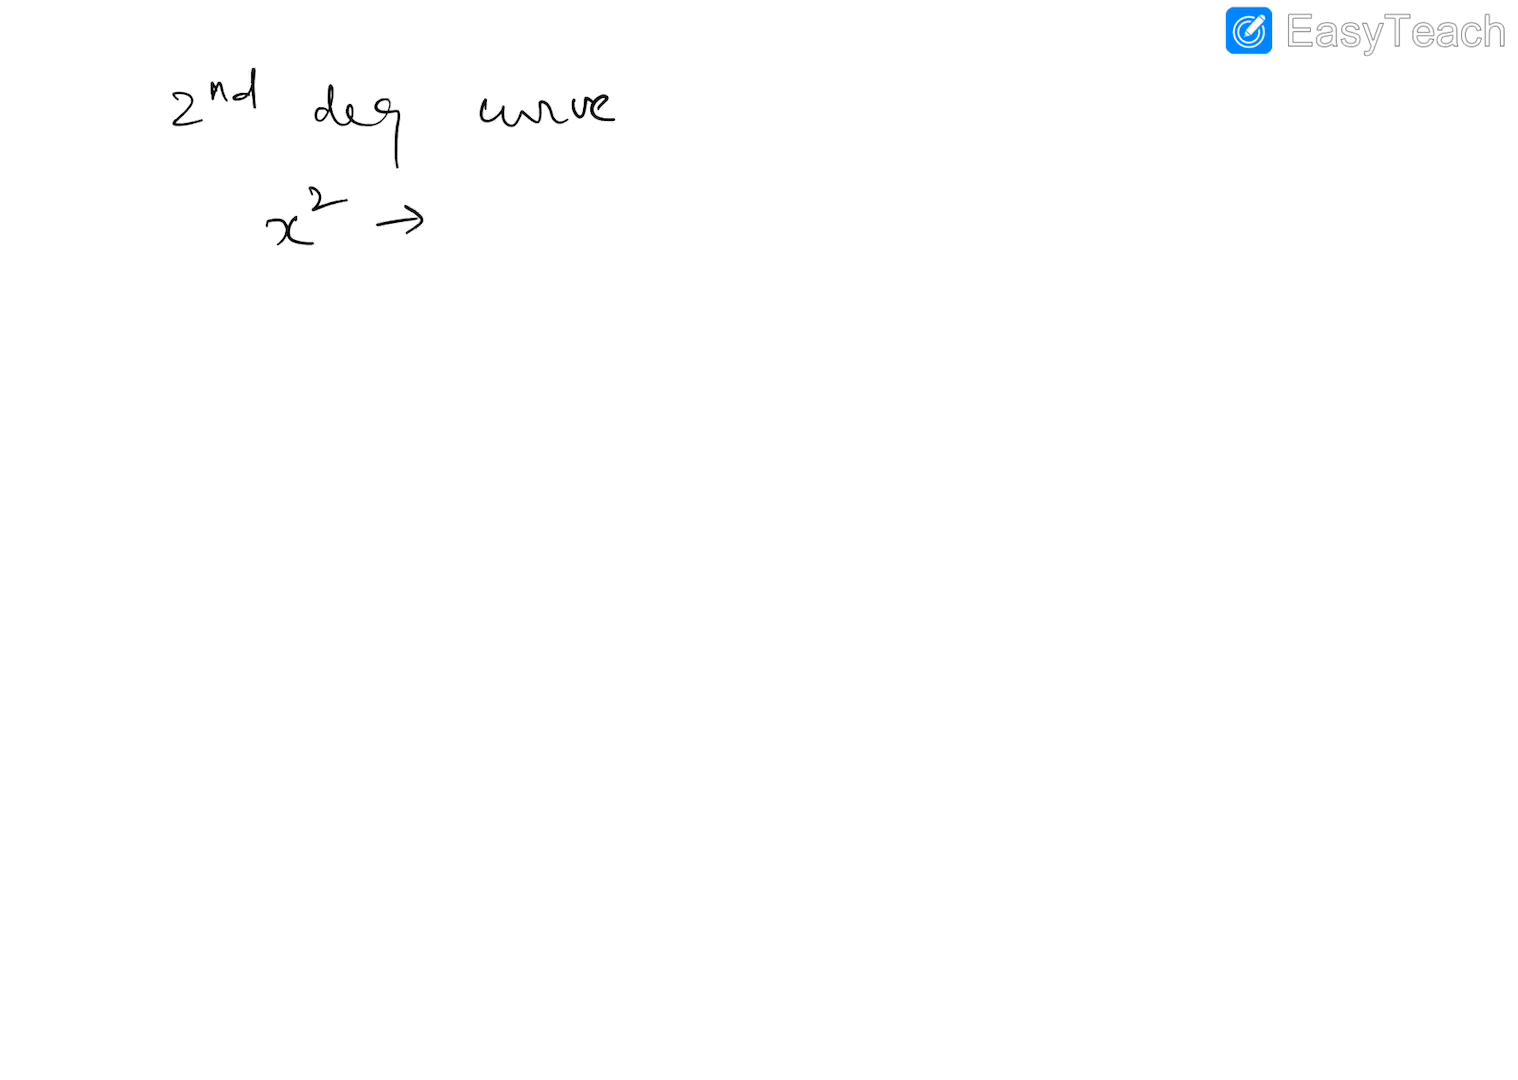 EasyTeach
2nd deg curve
x² →